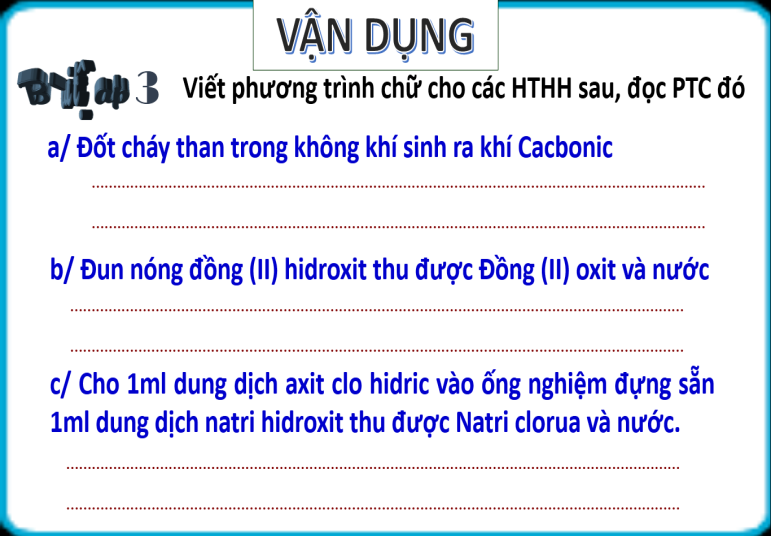 VẬN DỤNG
Bài tập 3 Viết phương trình chữ cho các HTHH sau, đọc PTC đó
a/ Đốt cháy than trong không khí sinh ra khí Cacbonic
b/ Đun nóng đồng (II) hidroxit thu được Đồng (II) oxit và nước
c/ Cho 1ml dung dịch axit clo hidric vào ống nghiệm đựng sẵn
1ml dung dịch natri hidroxit thu được Natri clorua và nước.